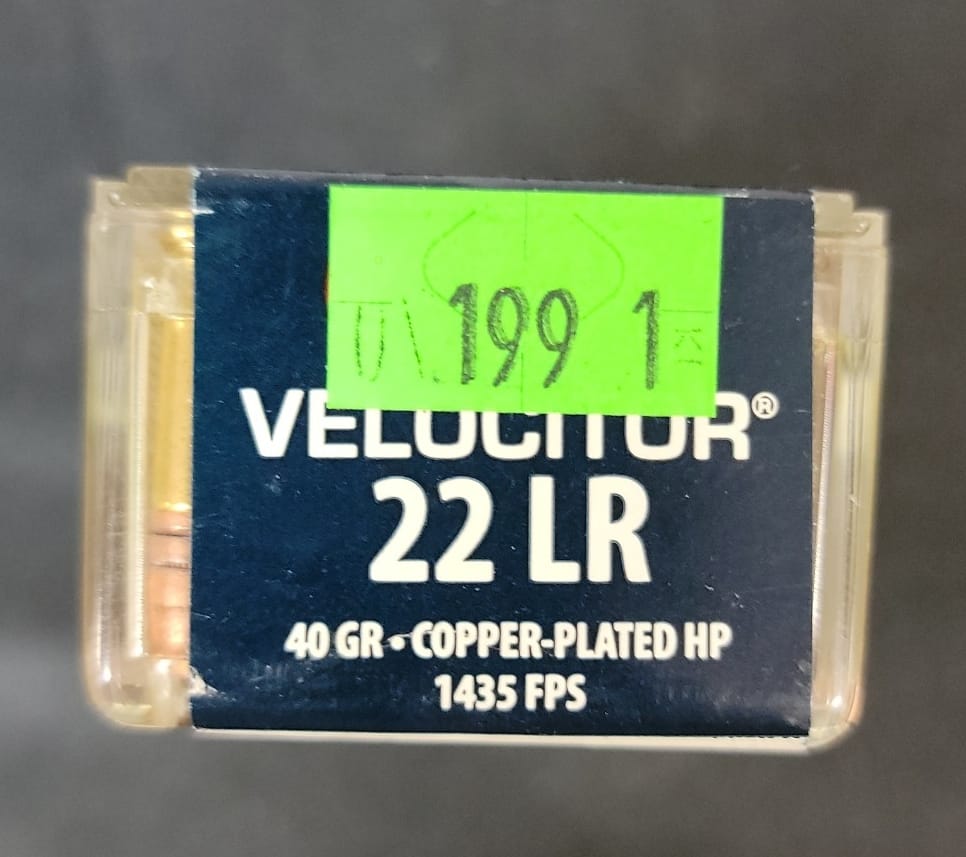 199 1
VELOCITOR®
22 LR
40 GR • COPPER-PLATED HP
1435 FPS